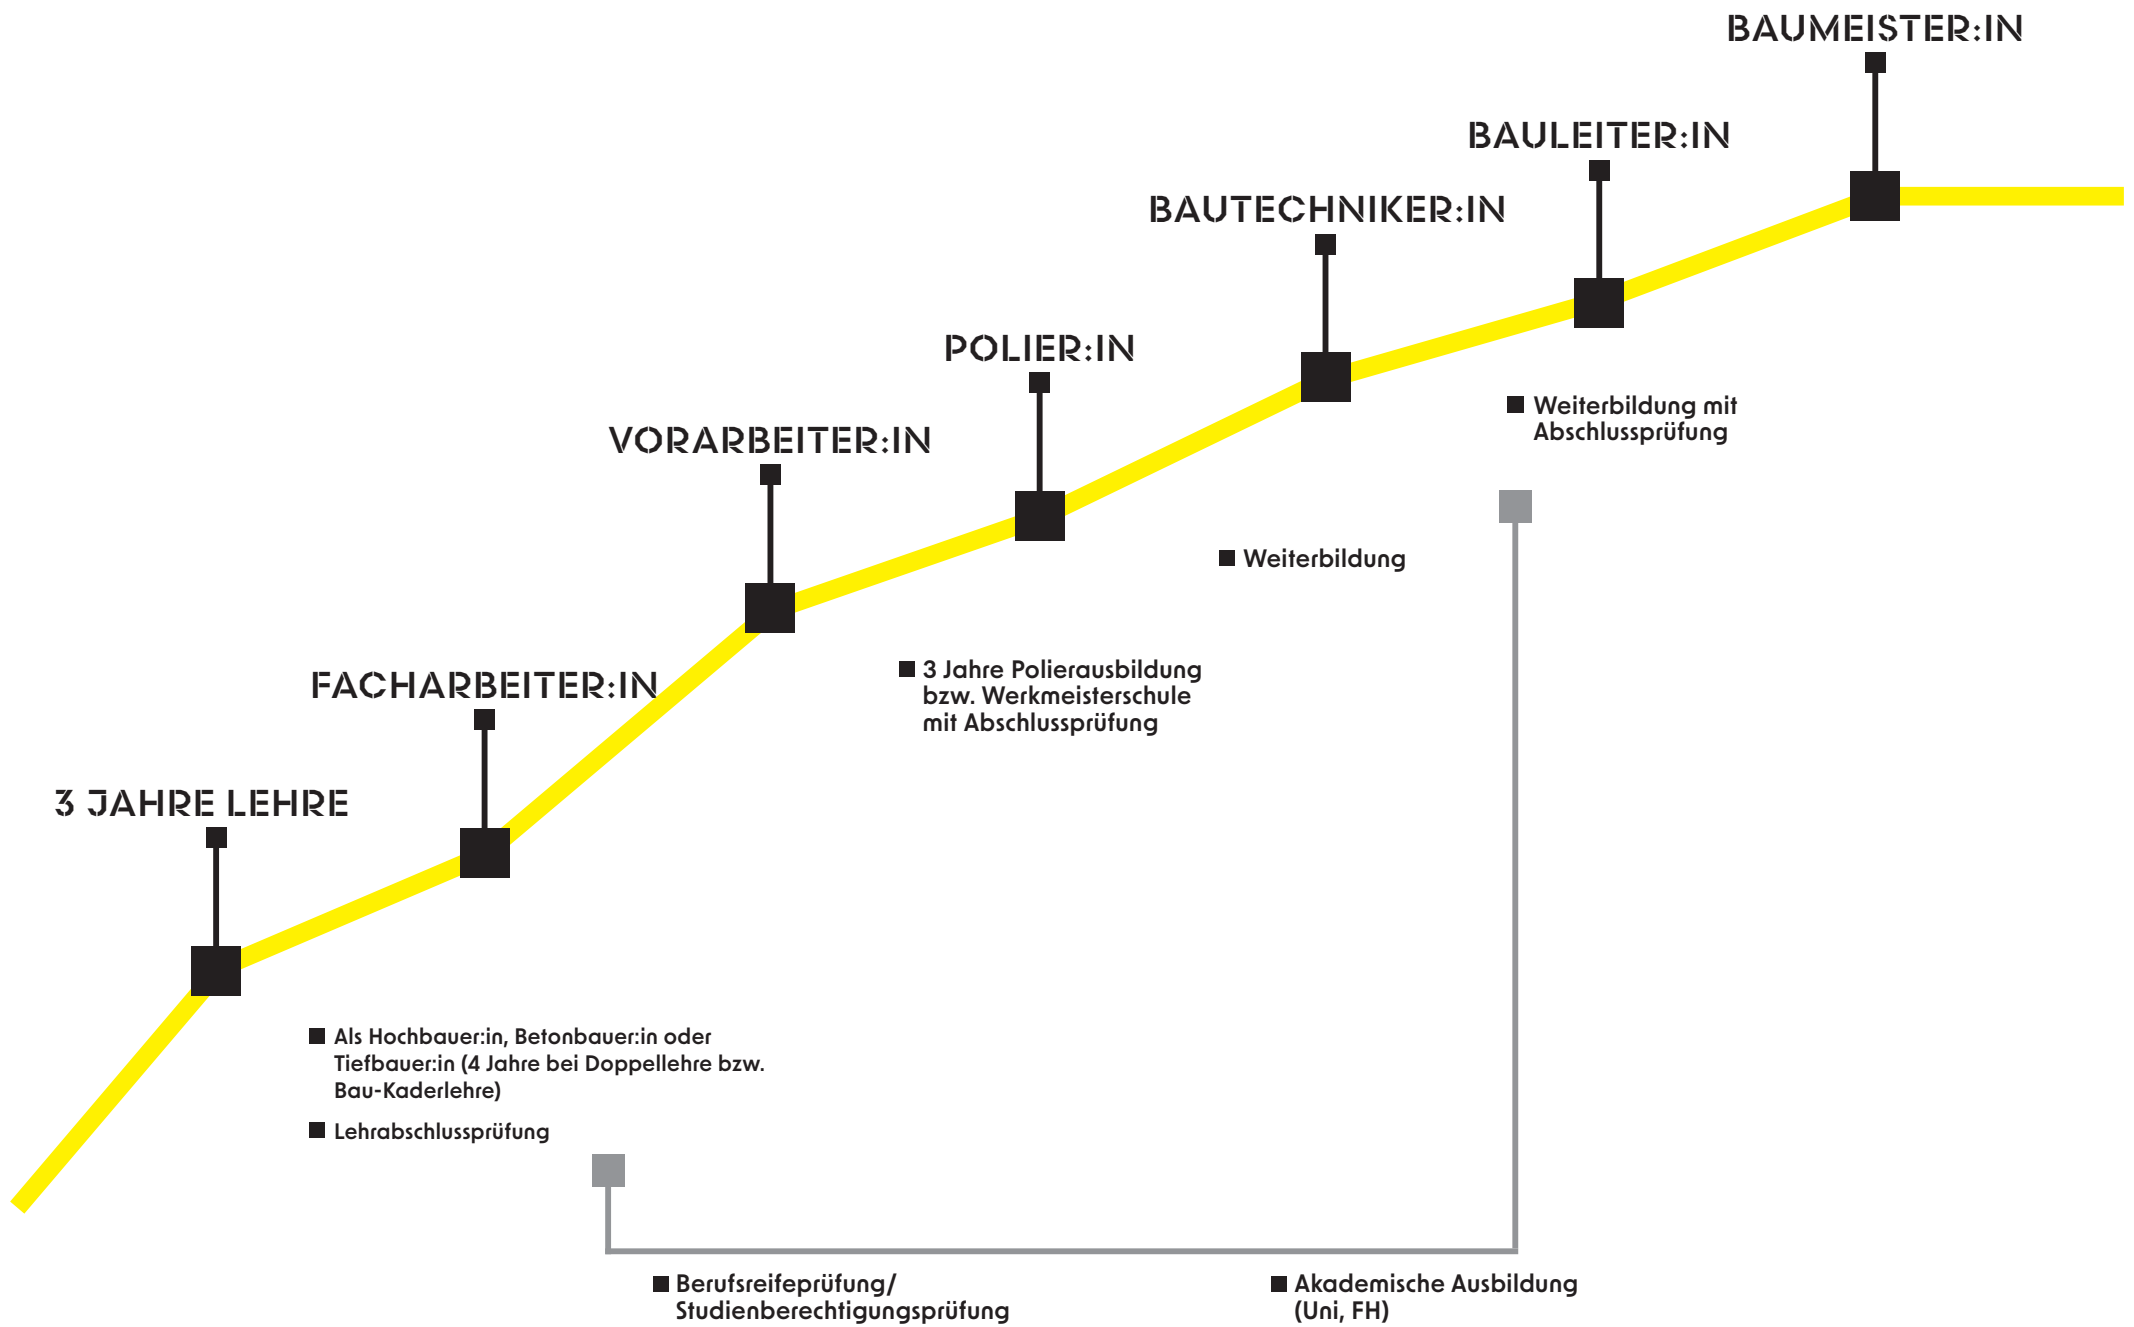 BAUMEISTER:IN
BAULEITER:IN
BAUTECHNIKER:IN
POLIER:IN
VORARBEITER:IN
FACHARBEITER:IN
3 JAHRE LEHRE
Weiterbildung mit
Abschlussprüfung
Weiterbildung
3 Jahre Polierausbildung
bzw. Werkmeisterschule
mit Abschlussprüfung
Als Hochbauer:in, Betonbauer:in oder
Tiefbauer:in (4 Jahre bei Doppellehre bzw.
Bau-Kaderlehre)
Lehrabschlussprüfung
Berufsreifeprüfung/
Studienberechtigungsprüfung
Akademische Ausbildung
(Uni, FH)